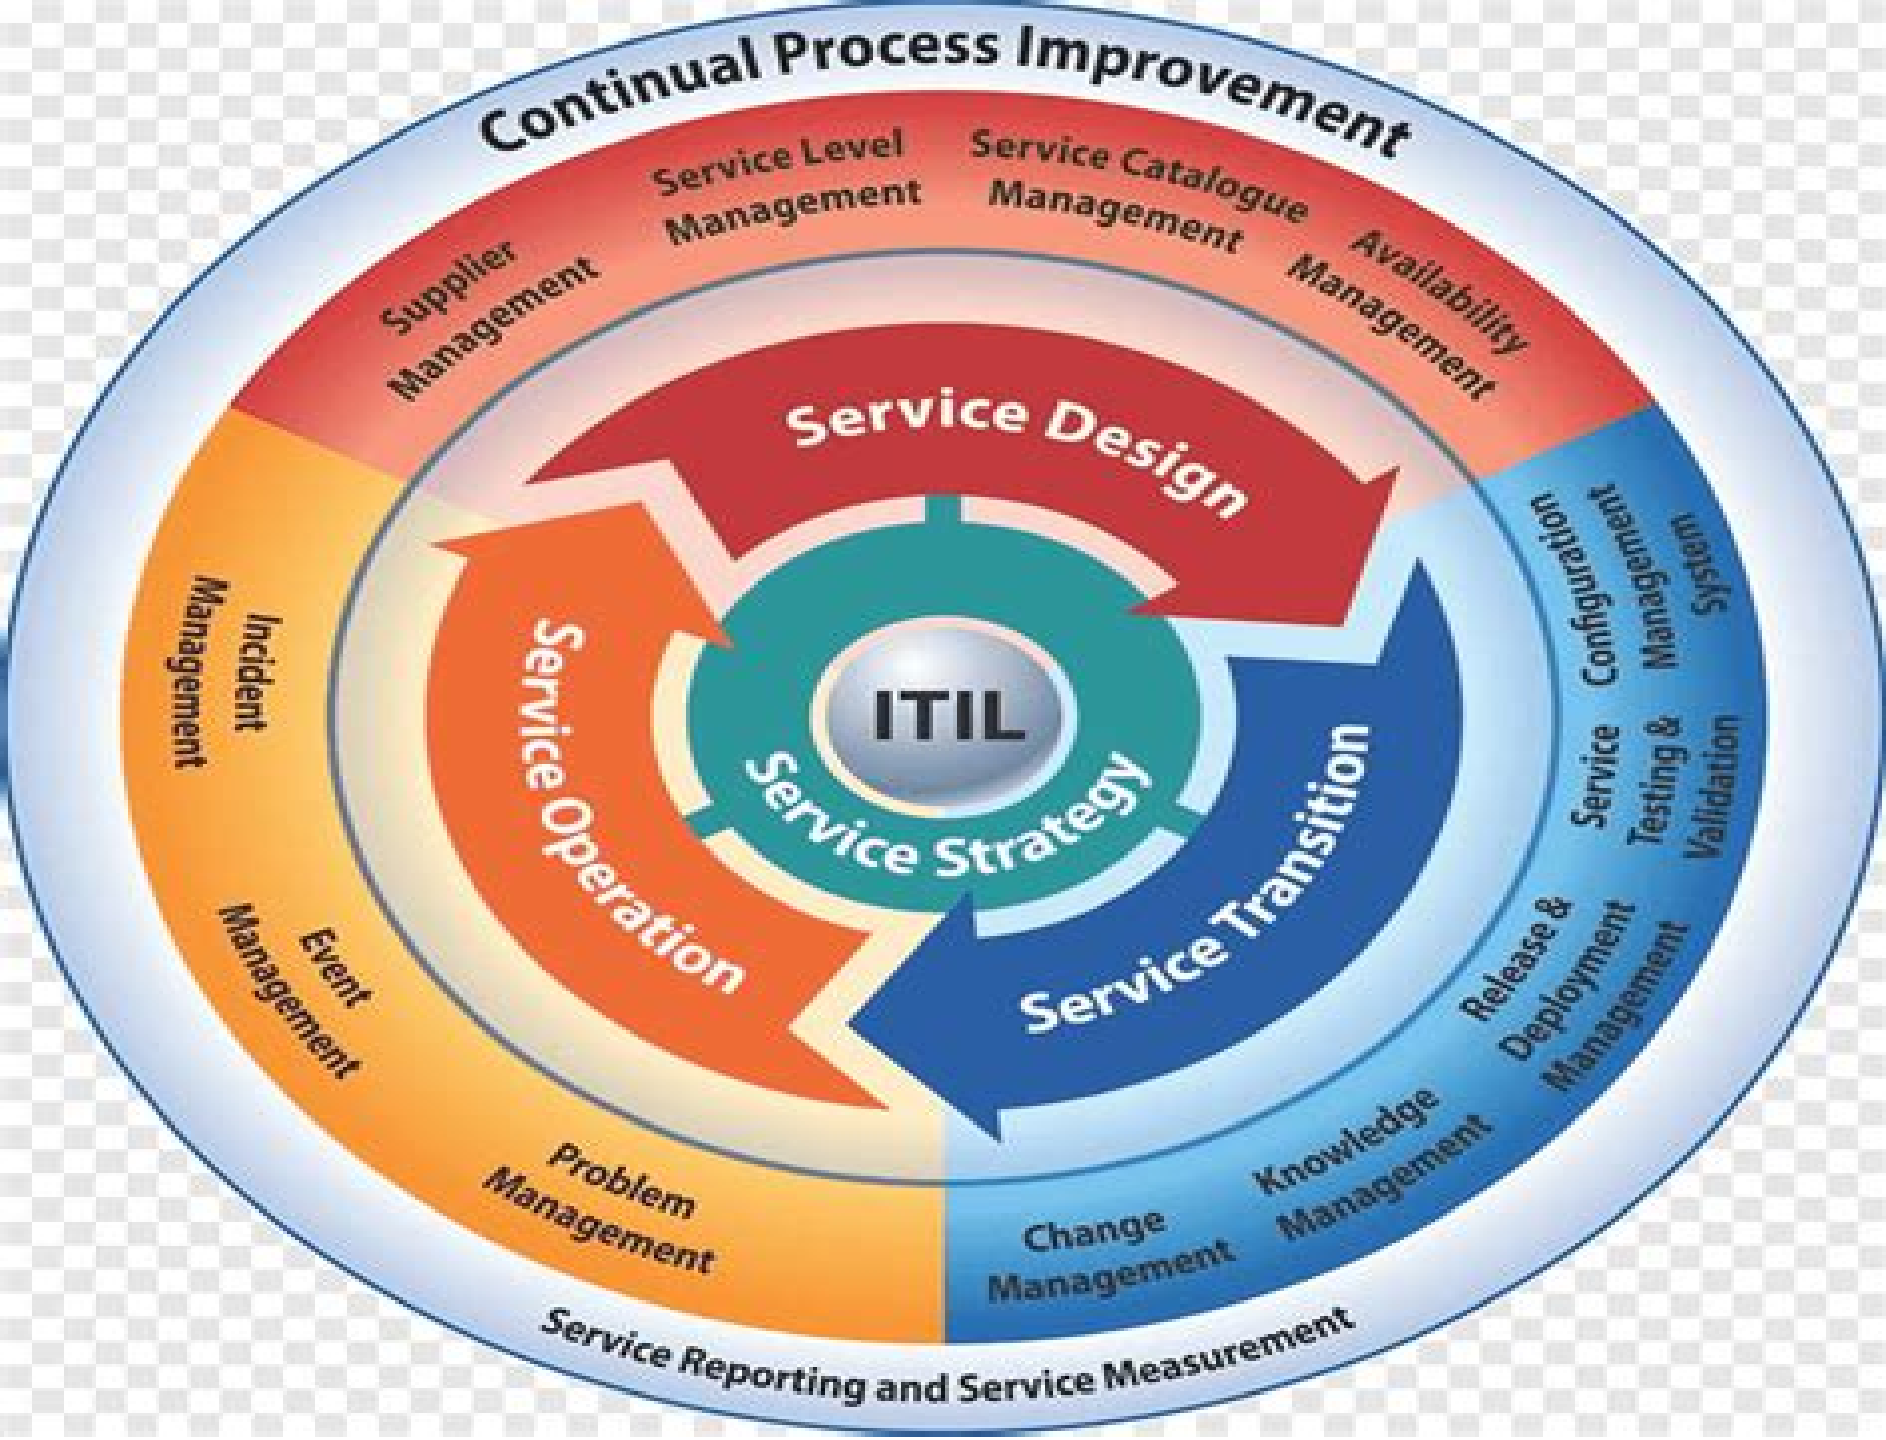 Continual Process Improvement
Supplier
Management
Service Level
Management
Service Catalogue
Management
Availability
Management
Configuration
Management
System
Service
Testing &
Validation
Release &
Deployment
Management
Knowledge
Management
Change
Management
Problem
Management
Event
Management
Incident
Management
Service Design
Service Transition
Service Operation
Service Strategy
ITIL
Service Reporting and Service Measurement